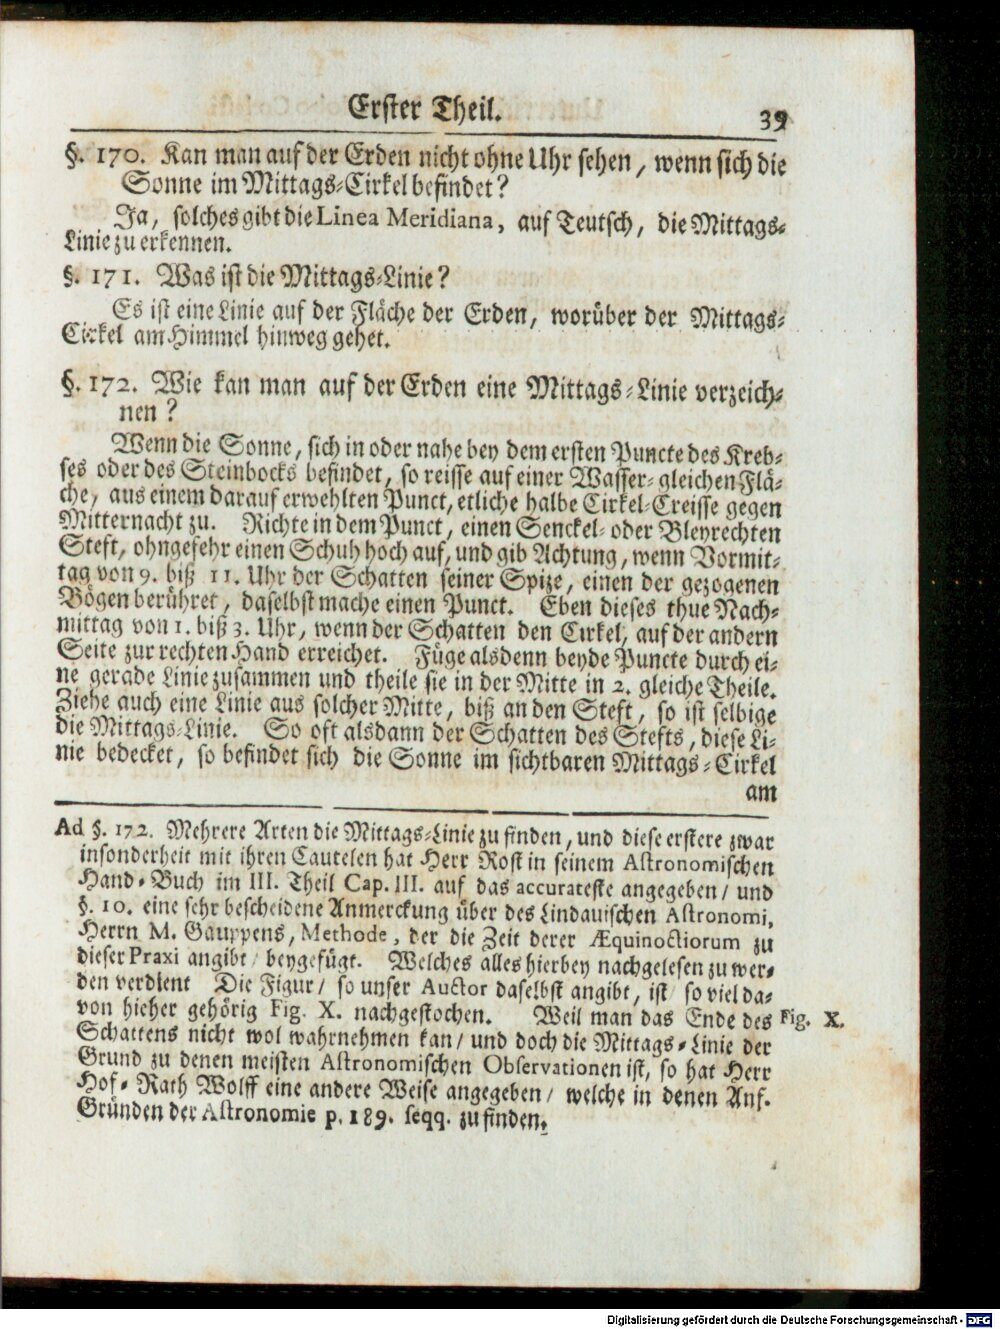 Erster Theil. 39
§. 170. Kan man auf der Erden nicht ohne Uhr sehen, wenn sich die
Sonne im Mittags-Cirkel befindet?
Ja, solches gibt die Linea Meridiana, auf Teutsch, die Mittags-
Linie zu erkennen.
§. 171. Was ist die Mittags-Linie?
Es ist eine Linie auf der Fläche der Erden, worüber der Mittags-
Cirkel am Himmel hinweg gehet.
§. 172. Wie kan man auf der Erden eine Mittags-Linie verzeich-
nen?
Wenn die Sonne, sich in oder nahe bey dem ersten Puncte des Kreb-
ses oder des Steinbocks befindet, so reisse auf einer Wasser-gleichen Flä-
che, aus einem darauf erwehlten Punct, etliche halbe Cirkel-Creisse gegen
Mitternacht zu. Richte in dem Punct, einen Senckel- oder Bleyrechten
Steft, ohngefehr einen Schuh hoch auf, und gib Achtung, wenn Vormit-
tag von 9. biß 11. Uhr der Schatten seiner Spize, einen der gezogenen
Bögen berühret, daselbst mache einen Punct. Eben dieses thue Nach-
mittag von 1. biß 3. Uhr, wenn der Schatten den Cirkel, auf der andern
Seite zur rechten Hand erreichet. Füge alsdenn beyde Puncte durch ei-
ne gerade Linie zusammen und theile sie in der Mitte in 2. gleiche Theile.
Ziehe auch eine Linie aus solcher Mitte, biß an den Steft, so ist selbige
die Mittags-Linie. So oft alsdann der Schatten des Stefts, diese Li-
nie bedecket, so befindet sich die Sonne im sichtbaren Mittags-Cirkel
am
Ad §. 172. Mehrere Arten die Mittags-Linie zu finden, und diese erstere zwar
insonderheit mit ihren Cautelen hat Herr Rost in seinem Astronomischen
Hand-Buch im III. Theil Cap. III. auf das accurateste angegeben/ und
§. 10. eine sehr bescheidene Anmerckung über des Lindauischen Astronomi,
Herrn M. Gauppens, Methode, der die Zeit derer Æquinoctiorum zu
dieser Praxi angibt/ beygefügt. Welches alles hierbey nachgelesen zu wer-
den verdient Die Figur/ so unser Auctor daselbst angibt, ist/ so viel da-
von hieher gehörig Fig. X. nachgestochen. Weil man das Ende des Fig. X.
Schattens nicht wol wahrnehmen kan/ und doch die Mittags-Linie der
Grund zu denen meisten Astronomischen Observationen ist, so hat Herr
Hof-Rath Wolff eine andere Weise angegeben/ welche in denen Anf.
Gründen der Astronomie p. 189. seqq. zu finden.
Digitalisierung gefördert durch die Deutsche Forschungsgemeinschaft - DFG